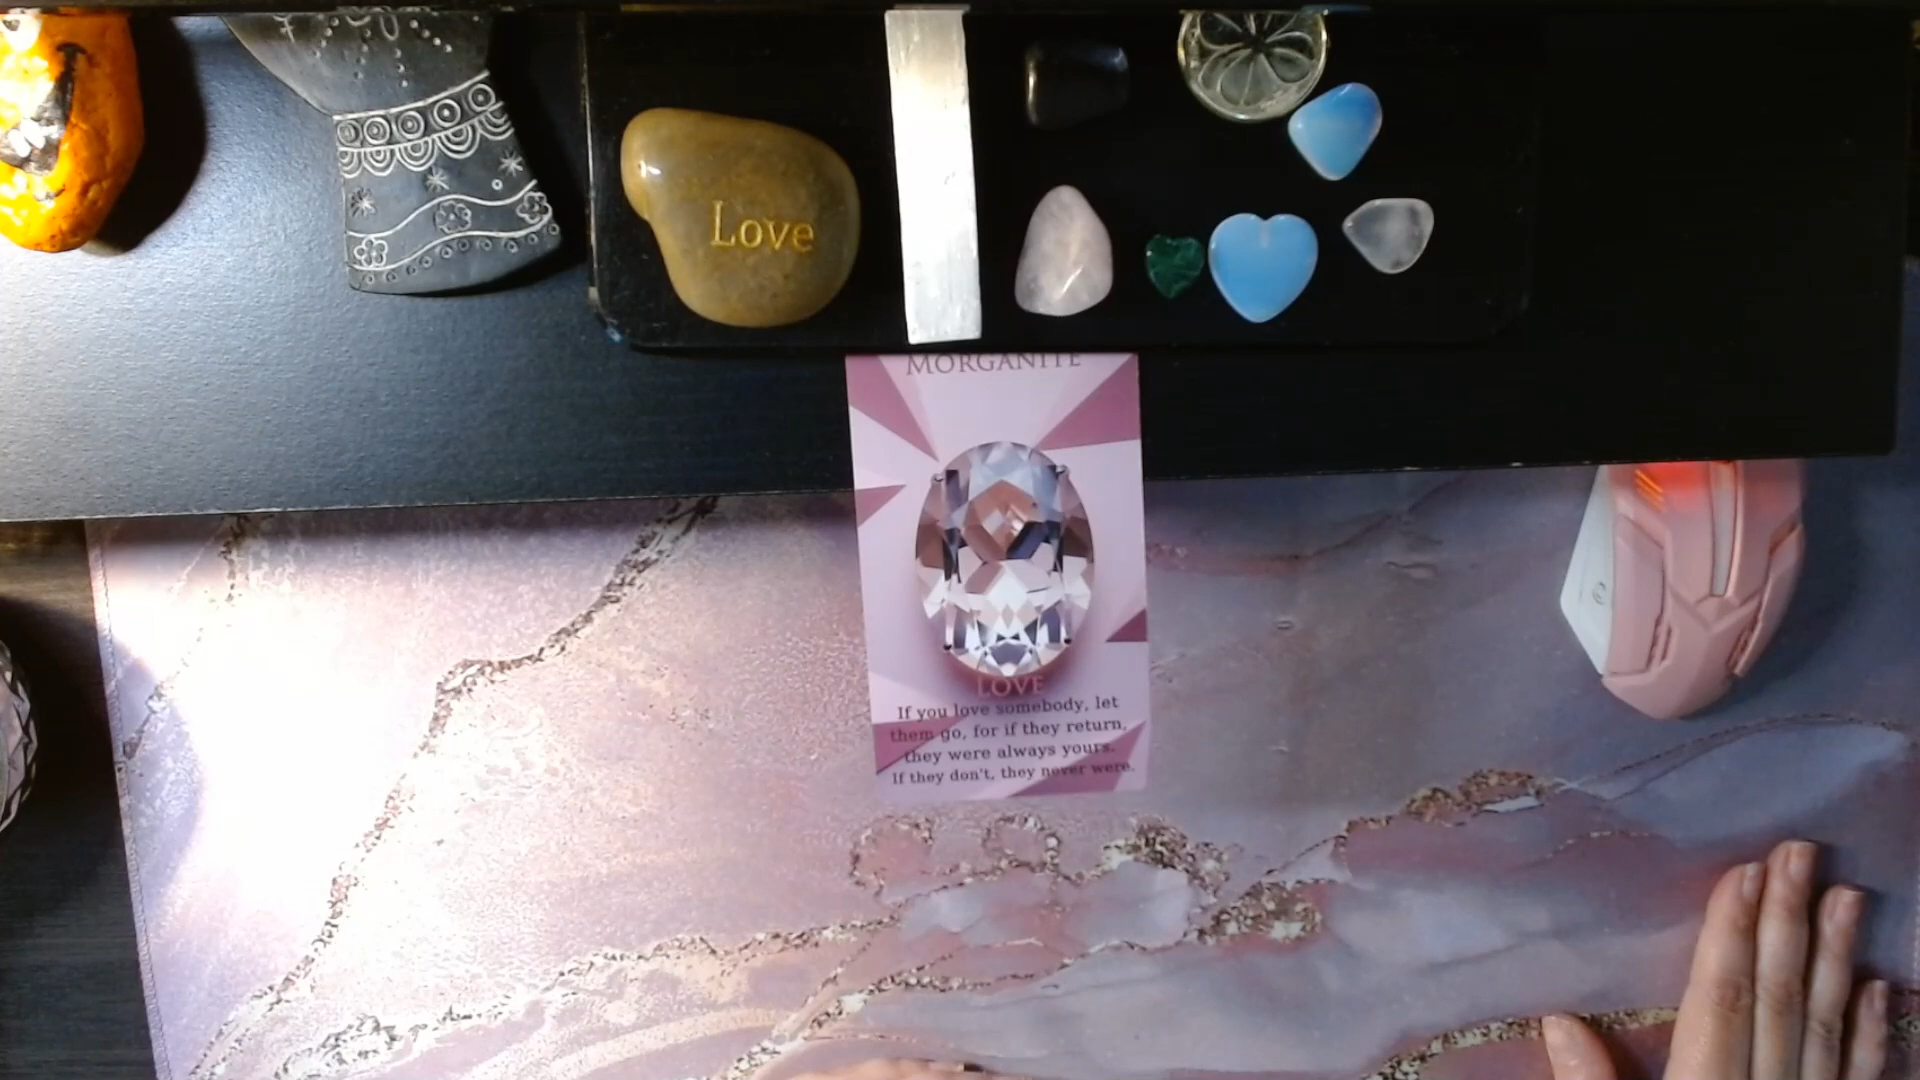 Love
MORGANITE
LOVE
If you love somebody, let
them go, for if they return,
they were always yours.
If they don't, they never were.